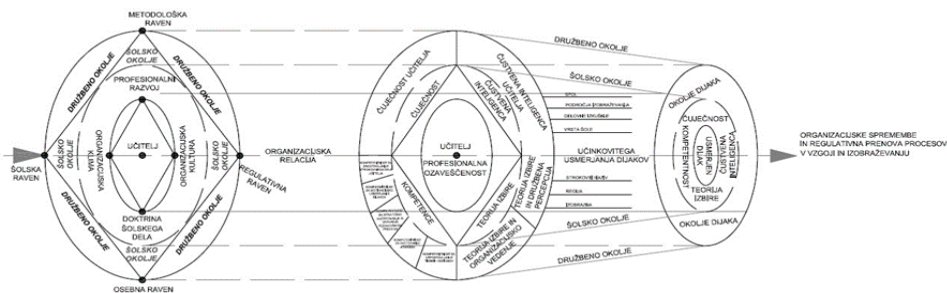 METODOLOŠKA
RAVEN
DRUŽBENO OKOLJE
ŠOLSKO
OKOLJE
DRUŽBENO OKOLJE
PROFESIONALNI
RAZVOJ
ŠOLSKO
OKOLJE
ORGANIZACIJSKA
KLIMA
UČITELJ
ORGANIZACIJSKA
KULTURA
ŠOLSKO
OKOLJE
ŠOLSKA
RAVEN
REGULATIVNA
RAVEN
DOKTRINA
ŠOLSKEGA
DELA
DRUŽBENO OKOLJE
ŠOLSKO
OKOLJE
DRUŽBENO OKOLJE
OSEBNA RAVEN
ORGANIZACIJSKA
RELACIJA
ČUJEČNOST UČITELJA
ČUJEČNOST
ČUSTVENA
INTELIGENCA
ČUSTVENA INTELIGENCA
UČITELJA
UČITELJ
PROFESIONALNA
OZAVEŠČENOST
KOMPETENCE
TEORIJA IZBIRE
TEORIJA IZBIRE
IN DRUŽBENA
PERCEPCIJA
TEORIJA IZBIRE IN
ORGANIZACIJSKO
VEDENJE
DRUŽBENO OKOLJE
ŠOLSKO OKOLJE
SPOL
PODROČJE IZOBRAŽEVANJA
VRSTA ŠOLE
UČINKOVITEGA
USMERJANJA DIJAKOV
REGIJA
IZOBRAZBA
ŠOLSKO OKOLJE
DRUŽBENO OKOLJE
OKOLJE DIJAKA
ČUJEČNOST
KOMPETENTNOST
USMERJEN
DIJAK
ČUSTVENA
INTELIGENCA
TEORIJA
IZBIRE
OKOLJE DIJAKA
ORGANIZACIJSKE SPREMEMBE
IN REGULATIVNA PRENOVA PROCESOV
V VZGOJI IN IZOBRAŽEVANJU